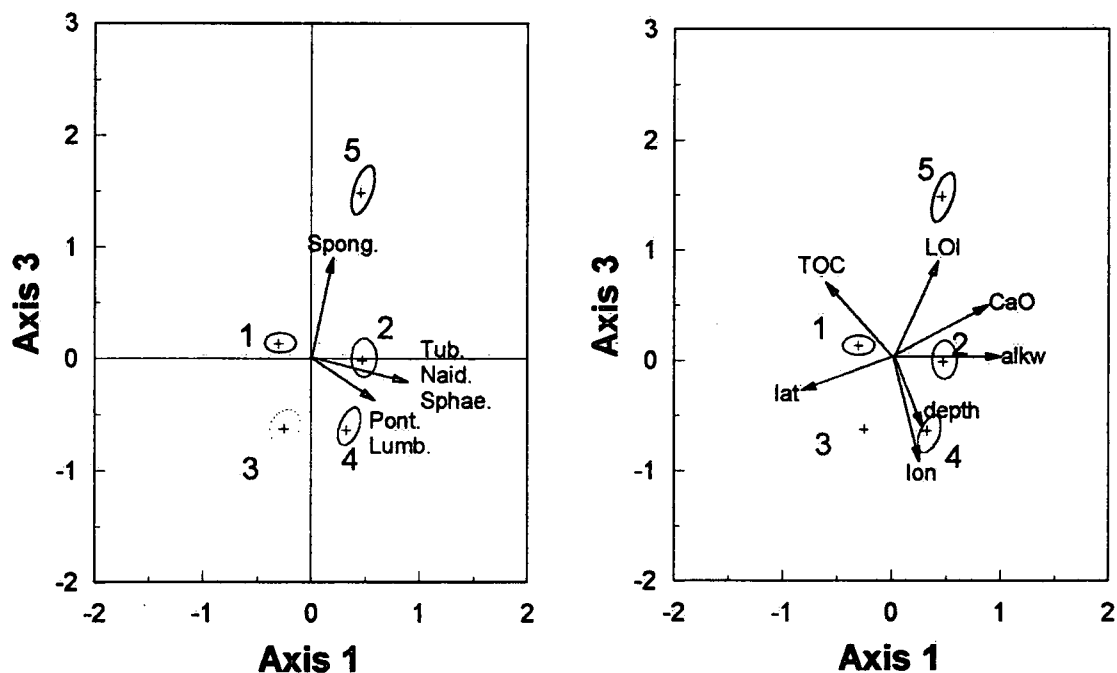 3
2
1
0
-1
-2
Axis 3
-2
-1
0
1
2
Axis 1
5
Spong.
1
2
Tub.
Naid.
Sphae.
Pont.
Lumb.
3
4
3
2
1
0
-1
-2
Axis 3
-2
-1
0
1
2
Axis 1
5
LOI
TOC
CaO
1
2
alkw
lat
depth
3
4
lon